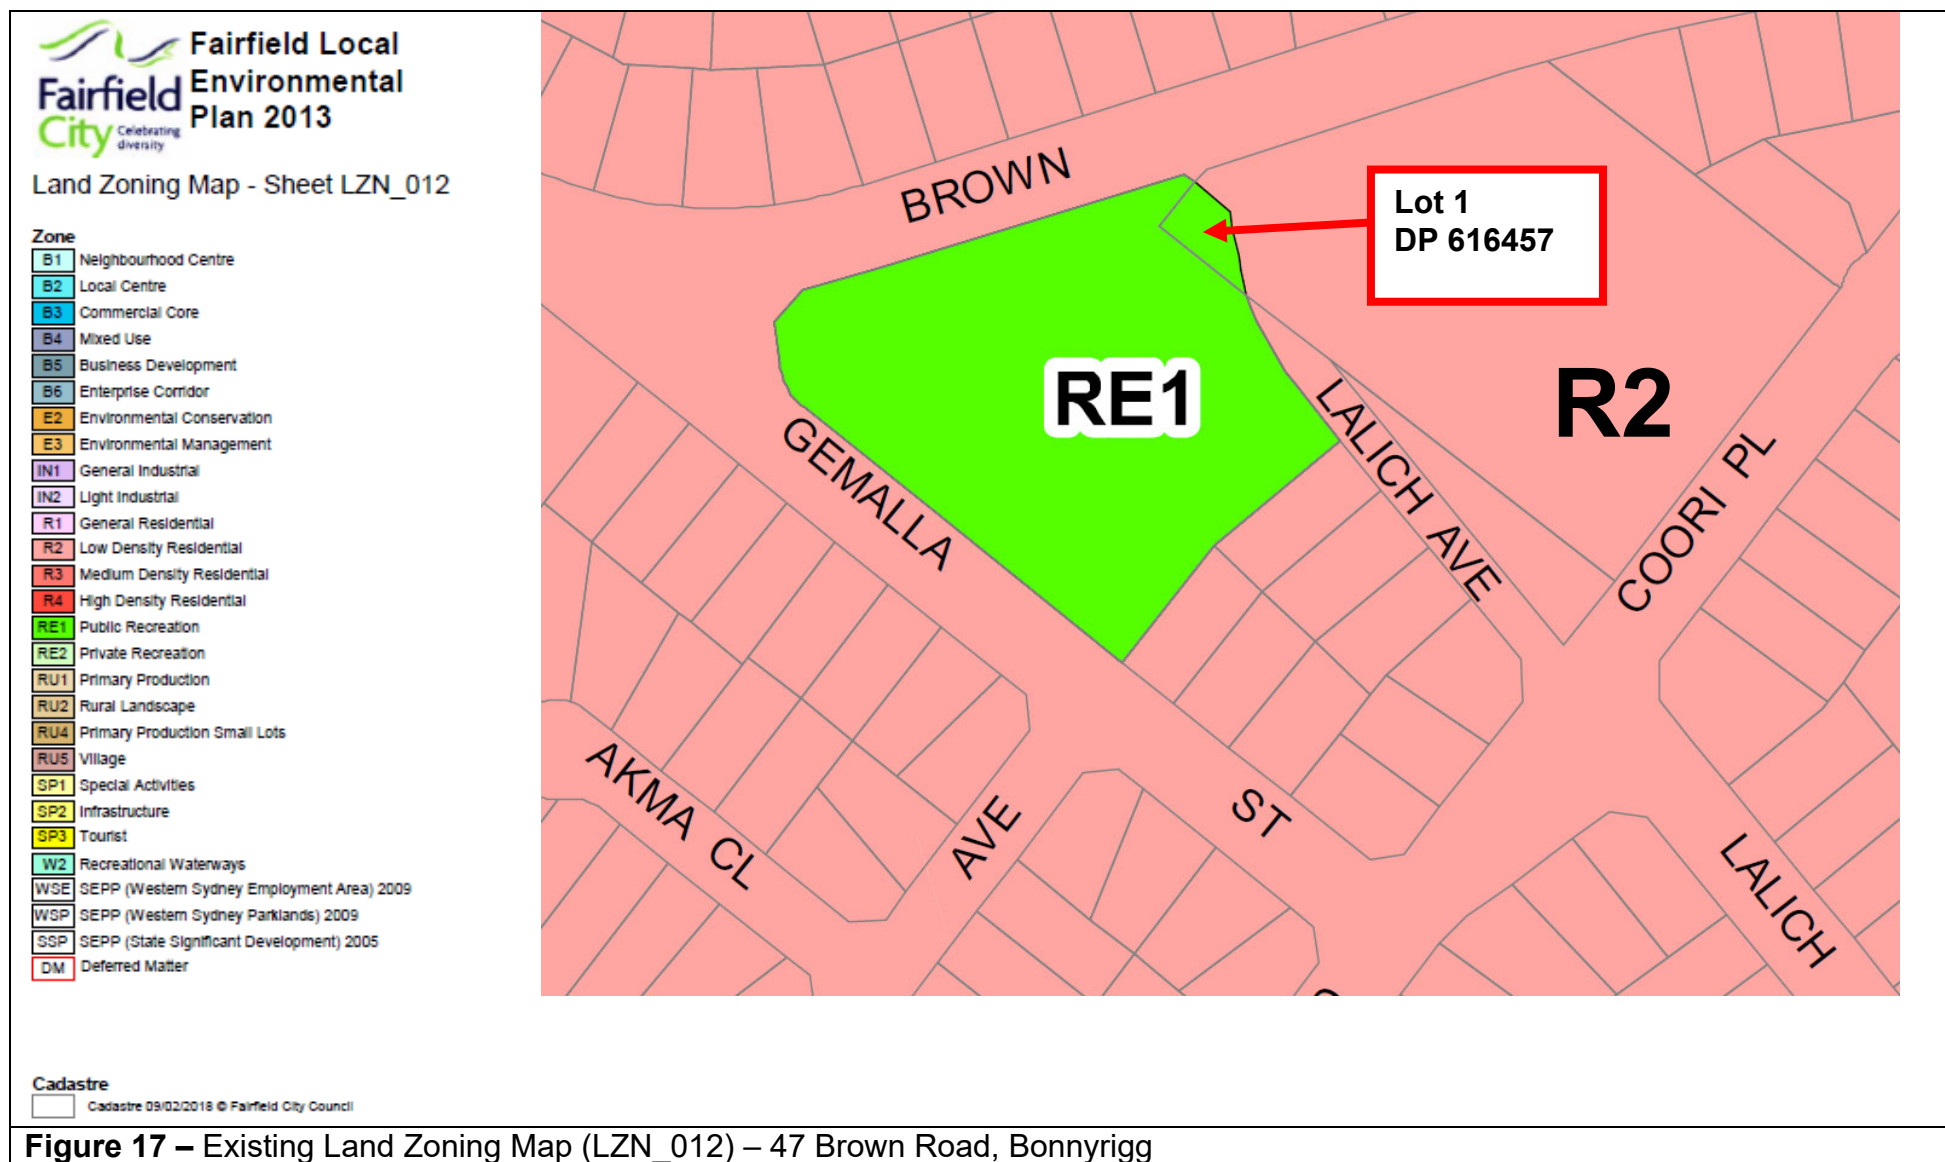 Fairfield
City Celebrating
diversity
Fairfield Local
Environmental
Plan 2013
Land Zoning Map - Sheet LZN_012
Zone
B1 Neighbourhood Centre
B2 Local Centre
B3 Commercial Core
B4 Mixed Use
B5 Business Development
B6 Enterprise Corridor
E2 Environmental Conservation
E3 Environmental Management
IN1 General Industrial
IN2 Light Industrial
R1 General Residential
R2 Low Density Residential
R3 Medium Density Residential
R4 High Density Residential
RE1 Public Recreation
RE2 Private Recreation
RU1 Primary Production
RU2 Rural Landscape
RU4 Primary Production Small Lots
RU5 Village
SP1 Special Activities
SP2 Infrastructure
SP3 Tourist
W2 Recreational Waterways
WSE SEPP (Western Sydney Employment Area) 2009
WSP SEPP (Western Sydney Parklands) 2009
SSP SEPP (State Significant Development) 2005
DM Deferred Matter
Cadastre
Cadastre 09/02/2018 © Fairfield City Council
BROWN
Lot 1
DP 616457
RE1
R2
GEMALLA
LALICH AVE
COORI PL
AKMA CL
AVE
ST
LALICH
Figure 17 – Existing Land Zoning Map (LZN_012) – 47 Brown Road, Bonnyrigg